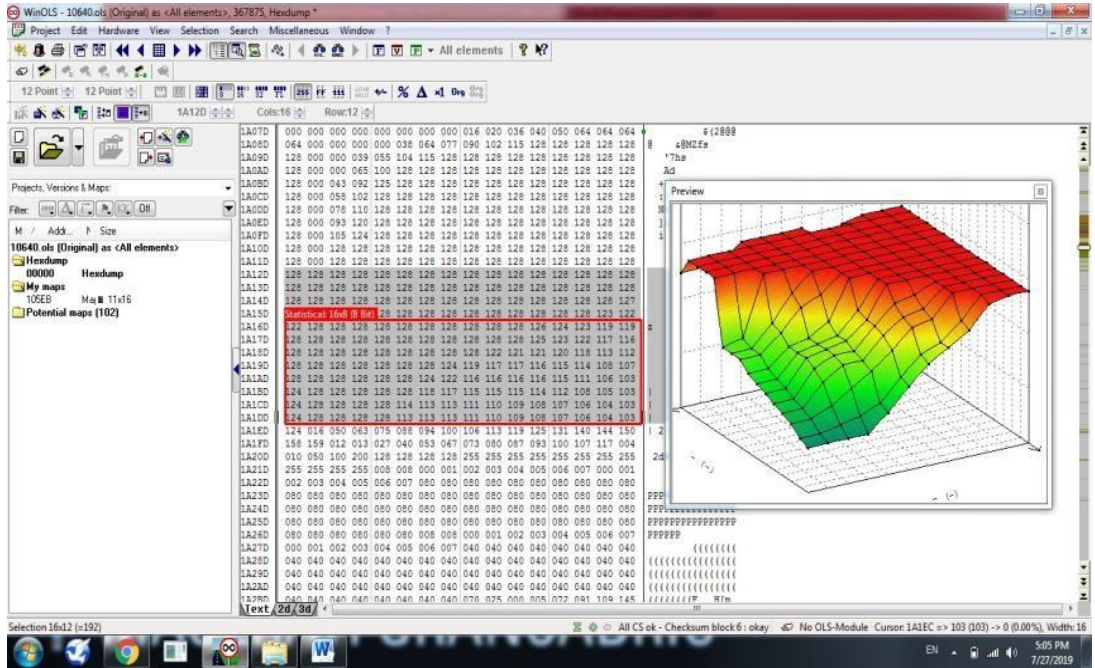 WinOLS - 10640.ols (Original) as <All elements>, 367875, Hexdump *
Project Edit Hardware View Selection Search Miscellaneous Window ?
All elements
12 Point 12 Point
1A12D Cols:16 Row:12
Projects, Versions & Maps:
Filter: Off
M / Addr... N Size
10640.ols (Original) as <All elements>
Hexdump
00000 Hexdump
My maps
105EB Maj 11x16
Potential maps (102)
1A07D 000 000 000 000 000 000 000 000 016 020 036 040 050 064 064 064
1A08D 064 000 000 000 000 038 064 077 090 102 115 128 128 128 128 128
1A09D 128 000 000 039 055 104 115 128 128 128 128 128 128 128 128 128
1A0AD 128 000 000 065 100 128 128 128 128 128 128 128 128 128 128 128
1A0BD 128 000 043 092 125 128 128 128 128 128 128 128 128 128 128 128
1A0CD 128 000 058 102 128 128 128 128 128 128 128 128 128 128 128 128
1A0DD 128 000 078 110 128 128 128 128 128 128 128 128 128 128 128 128
1A0ED 128 000 093 120 128 128 128 128 128 128 128 128 128 128 128 128
1A0FD 128 000 105 124 128 128 128 128 128 128 128 128 128 128 128 128
1A10D 128 000 128 128 128 128 128 128 128 128 128 128 128 128 128 128
1A11D 128 000 128 128 128 128 128 128 128 128 128 128 128 128 128 128
1A12D 128 128 128 128 128 128 128 128 128 128 128 128 128 128 128 128
1A13D 128 128 128 128 128 128 128 128 128 128 128 128 128 128 128 128
1A14D 128 128 128 128 128 128 128 128 128 128 128 128 128 128 128 127
1A15D Statistical: 16x8 (8 Bit) 28 128 128 128 128 128 128 128 123 122
1A16D 122 128 128 128 128 128 128 128 128 128 128 126 124 123 119 119
1A17D 128 128 128 128 128 128 128 128 128 128 128 125 123 122 117 116
1A18D 128 128 128 128 128 128 128 128 128 122 121 121 120 118 113 112
1A19D 128 128 128 128 128 128 128 124 119 117 117 116 115 114 108 107
1A1AD 128 128 128 128 128 128 124 122 116 116 116 116 115 111 106 103
1A1BD 124 128 128 128 128 128 118 117 115 115 115 114 112 108 105 103
1A1CD 124 128 128 128 128 114 113 113 111 110 109 108 107 106 104 103
1A1DD 124 128 128 128 128 113 113 113 111 110 109 108 107 106 104 103
1A1ED 124 016 050 063 075 088 094 100 106 113 119 125 131 140 144 150
1A1FD 158 159 012 013 027 040 053 067 073 080 087 093 100 107 117 004
1A20D 010 050 100 200 128 128 128 128 255 255 255 255 255 255 255 255
1A21D 255 255 255 255 008 008 000 001 002 003 004 005 006 007 000 001
1A22D 002 003 004 005 006 007 080 080 080 080 080 080 080 080 080 080
1A23D 080 080 080 080 080 080 080 080 080 080 080 080 080 080 080 080
1A24D 080 080 080 080 080 080 080 080 080 080 080 080 080 080 080 080
1A25D 080 080 080 080 080 080 080 080 080 080 080 080 080 080 080 080
1A26D 080 080 080 080 080 080 008 008 000 001 002 003 004 005 006 007
1A27D 000 001 002 003 004 005 006 007 040 040 040 040 040 040 040 040
1A28D 040 040 040 040 040 040 040 040 040 040 040 040 040 040 040 040
1A29D 040 040 040 040 040 040 040 040 040 040 040 040 040 040 040 040
1A2AD 040 040 040 040 040 040 040 040 040 040 040 040 040 040 040 040
1A2BD 040 040 040 040 040 040 040 040 070 025 000 005 072 091 109 145
Preview
Text 2d 3d
Selection 16x12 (=192)
All CS ok - Checksum block 6 : okay No OLS-Module Cursor: 1A1EC => 103 (103) -> 0 (0.00%), Width: 16
EN
5:05 PM
7/27/2019